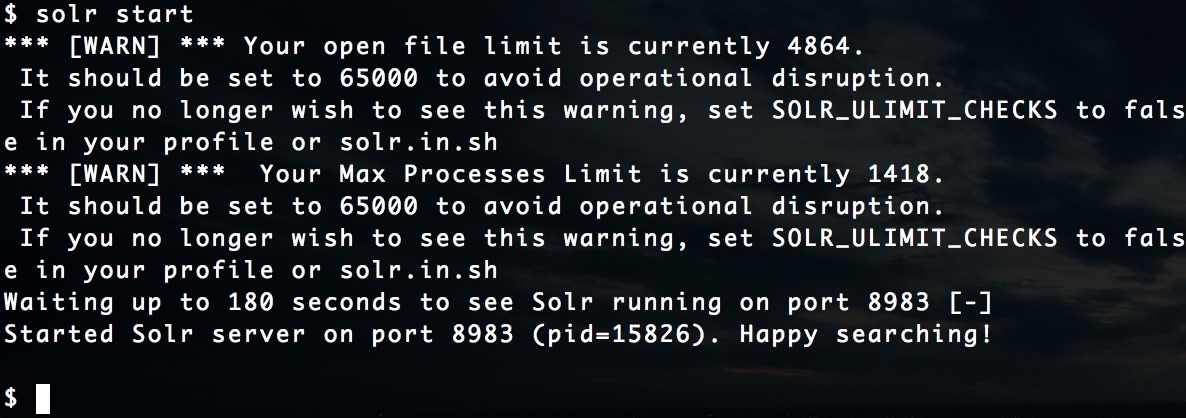 $ solr start
*** [WARN] *** Your open file limit is currently 4864.
 It should be set to 65000 to avoid operational disruption.
 If you no longer wish to see this warning, set SOLR_ULIMIT_CHECKS to fals
e in your profile or solr.in.sh
*** [WARN] ***  Your Max Processes Limit is currently 1418.
 It should be set to 65000 to avoid operational disruption.
 If you no longer wish to see this warning, set SOLR_ULIMIT_CHECKS to fals
e in your profile or solr.in.sh
Waiting up to 180 seconds to see Solr running on port 8983 [-]
Started Solr server on port 8983 (pid=15826). Happy searching!
$